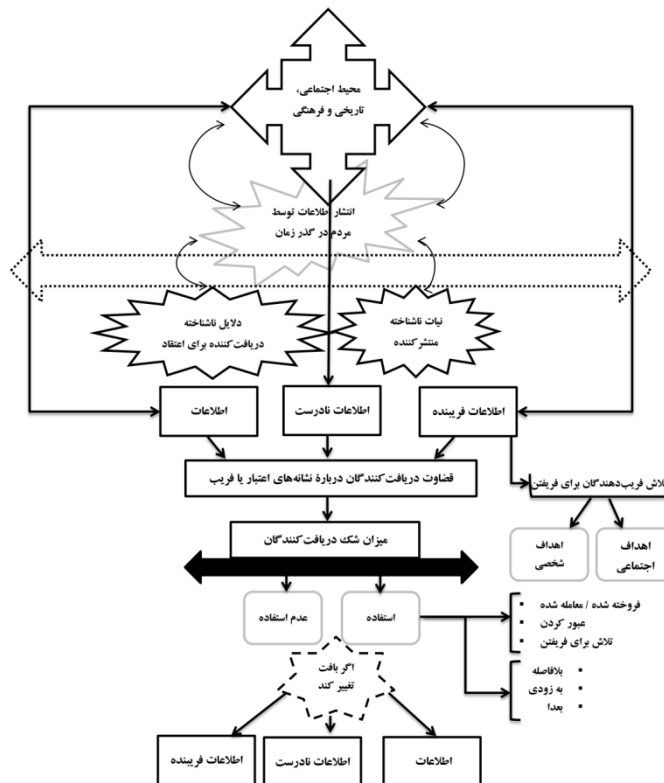 محیط اجتماعی،
تاریخی و فرهنگی
انتشار اطلاعات توسط
مردم در گذر زمان
نیات ناشناخته
منتشرکننده
دلایل ناشناخته
دریافت‌کننده برای اعتقاد
اطلاعات فریبنده
اطلاعات نادرست
اطلاعات
قضاوت دریافت‌کنندگان دربارهٔ نشانه‌های اعتبار یا فریب
تلاش فریب‌دهندگان برای فریفتن
میزان شک دریافت‌کنندگان
اهداف
اجتماعی
اهداف
شخصی
استفاده
عدم استفاده
فروخته شده / معامله شده
عبور کردن
تلاش برای فریفتن
بلافاصله
به زودی
بعدا
اگر بافت
تغییر کند
اطلاعات
اطلاعات نادرست
اطلاعات فریبنده